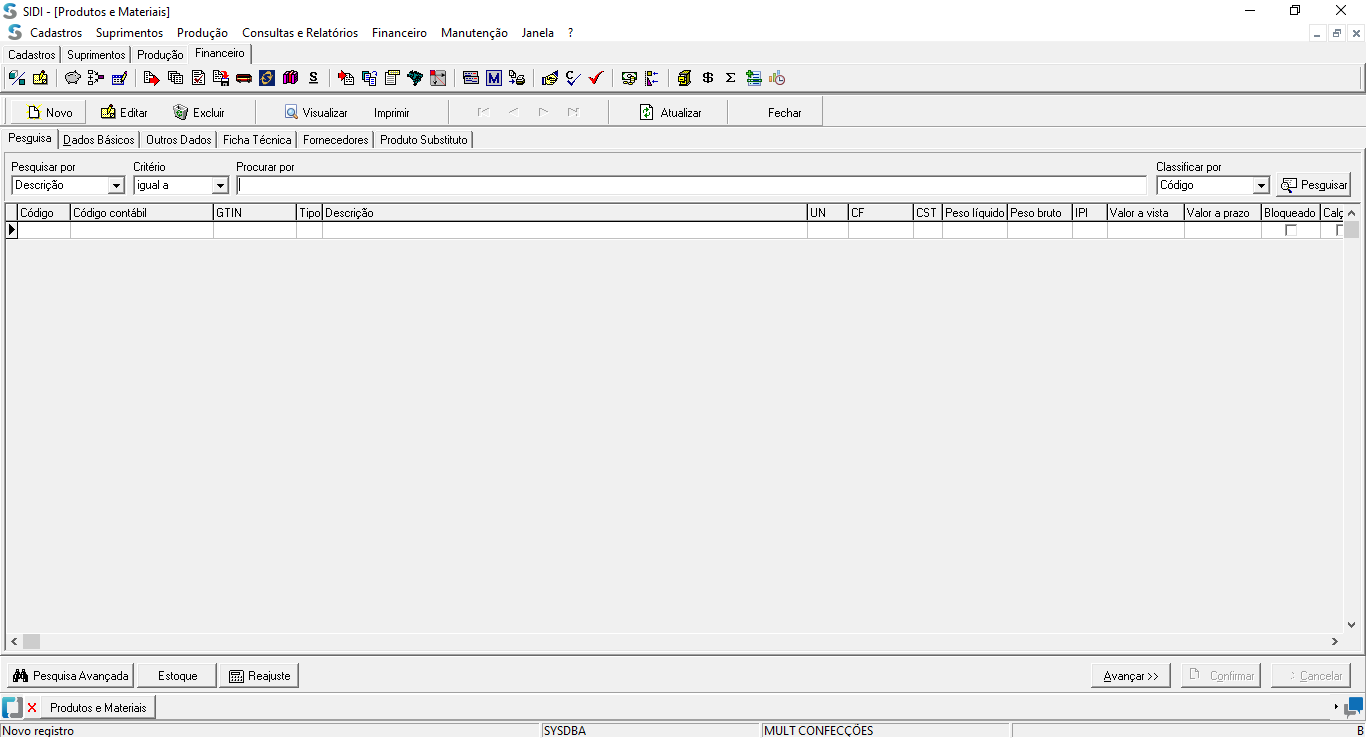 SIDI - [Produtos e Materiais]
Cadastros Suprimentos Produção Consultas e Relatórios Financeiro Manutenção Janela ?
Cadastros Suprimentos Produção Financeiro
Novo Editar Excluir Visualizar Imprimir Atualizar Fechar
Pesquisa Dados Básicos Outros Dados Ficha Técnica Fornecedores Produto Substituto
Pesquisar por Critério Procurar por Classificar por
Descrição igual a Código Pesquisar
Código Código contábil GTIN Tipo Descrição UN CF CST Peso líquido Peso bruto IPI Valor a vista Valor a prazo Bloqueado Calç
Pesquisa Avançada Estoque Reajuste Avançar >> Confirmar Cancelar
Produtos e Materiais
Novo registro SYSDBA MULT CONFECÇÕES B